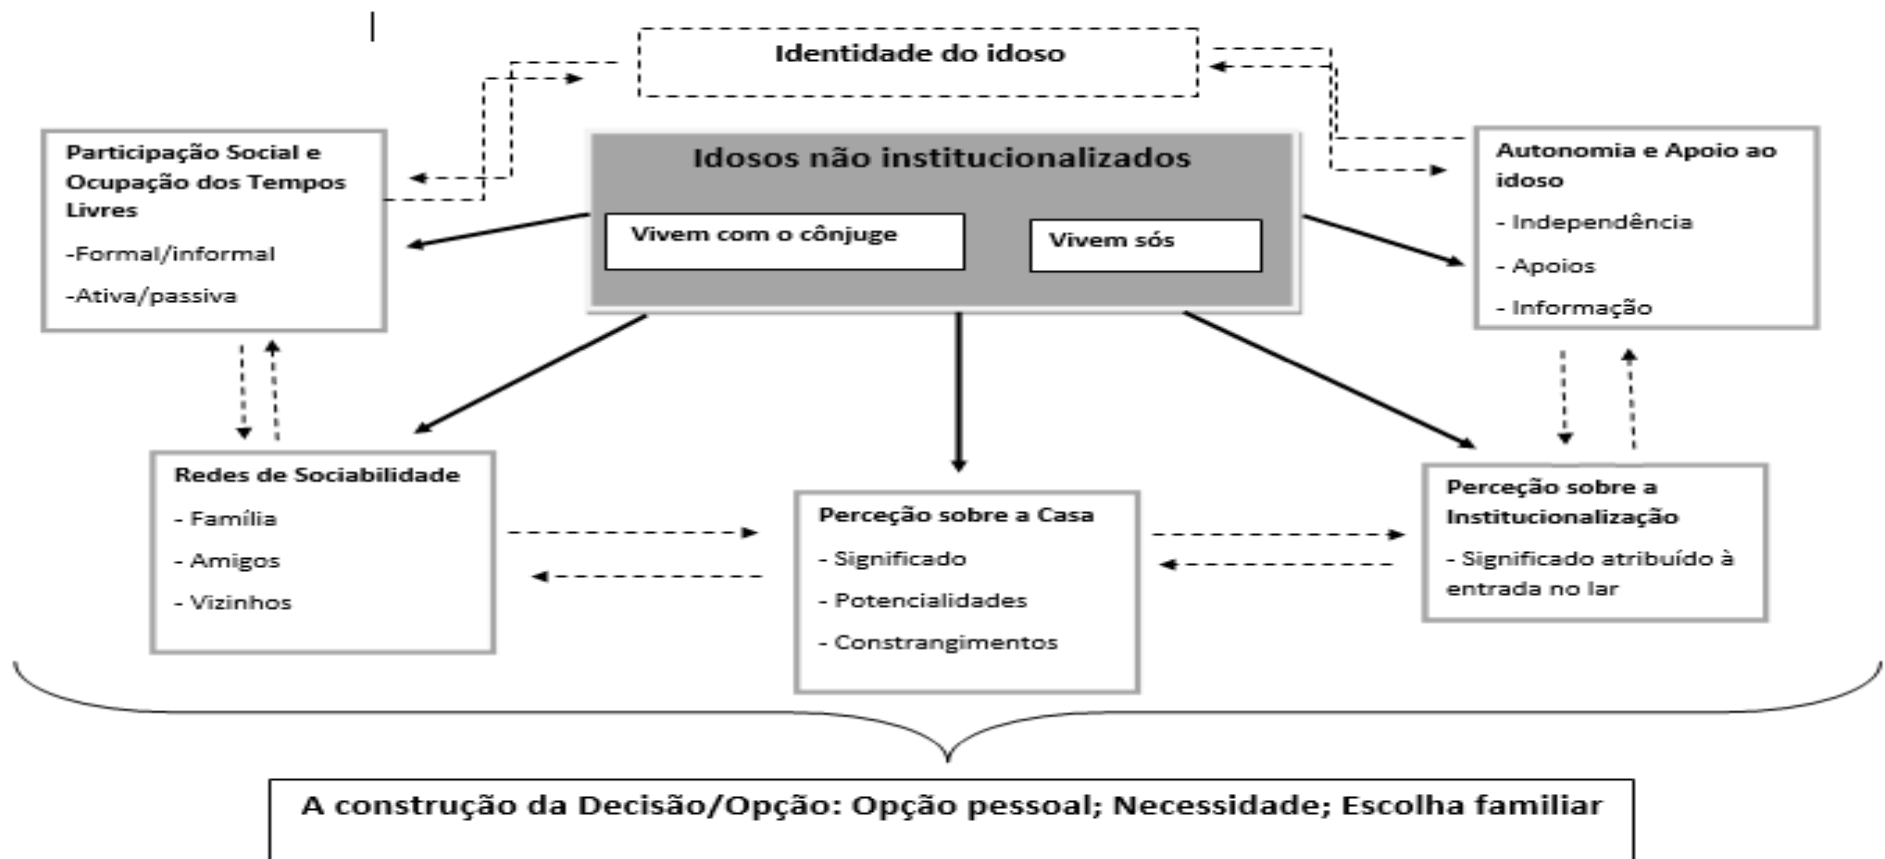 Identidade do idoso
Participação Social e
Ocupação dos Tempos
Livres
-Formal/informal
-Ativa/passiva
Idosos não institucionalizados
Vivem com o cônjuge
Vivem sós
Autonomia e Apoio ao
idoso
- Independência
- Apoios
- Informação
Redes de Sociabilidade
- Família
- Amigos
- Vizinhos
Perceção sobre a Casa
- Significado
- Potencialidades
- Constrangimentos
Perceção sobre a
Institucionalização
- Significado atribuído à
entrada no lar
A construção da Decisão/Opção: Opção pessoal; Necessidade; Escolha familiar